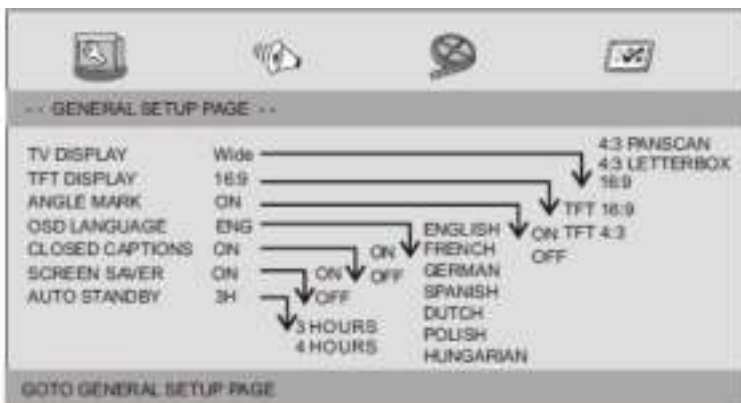 - - GENERAL SETUP PAGE - -
TV DISPLAY Wide
TFT DISPLAY 16:9
ANGLE MARK ON
OSD LANGUAGE ENG
CLOSED CAPTIONS ON
SCREEN SAVER ON
AUTO STANDBY 3H
4:3 PANSCAN
4:3 LETTERBOX
16:9
TFT 16:9
TFT 4:3
ON
OFF
ENGLISH
FRENCH
GERMAN
SPANISH
DUTCH
POLISH
HUNGARIAN
ON
OFF
ON
OFF
3 HOURS
4 HOURS
GOTO GENERAL SETUP PAGE